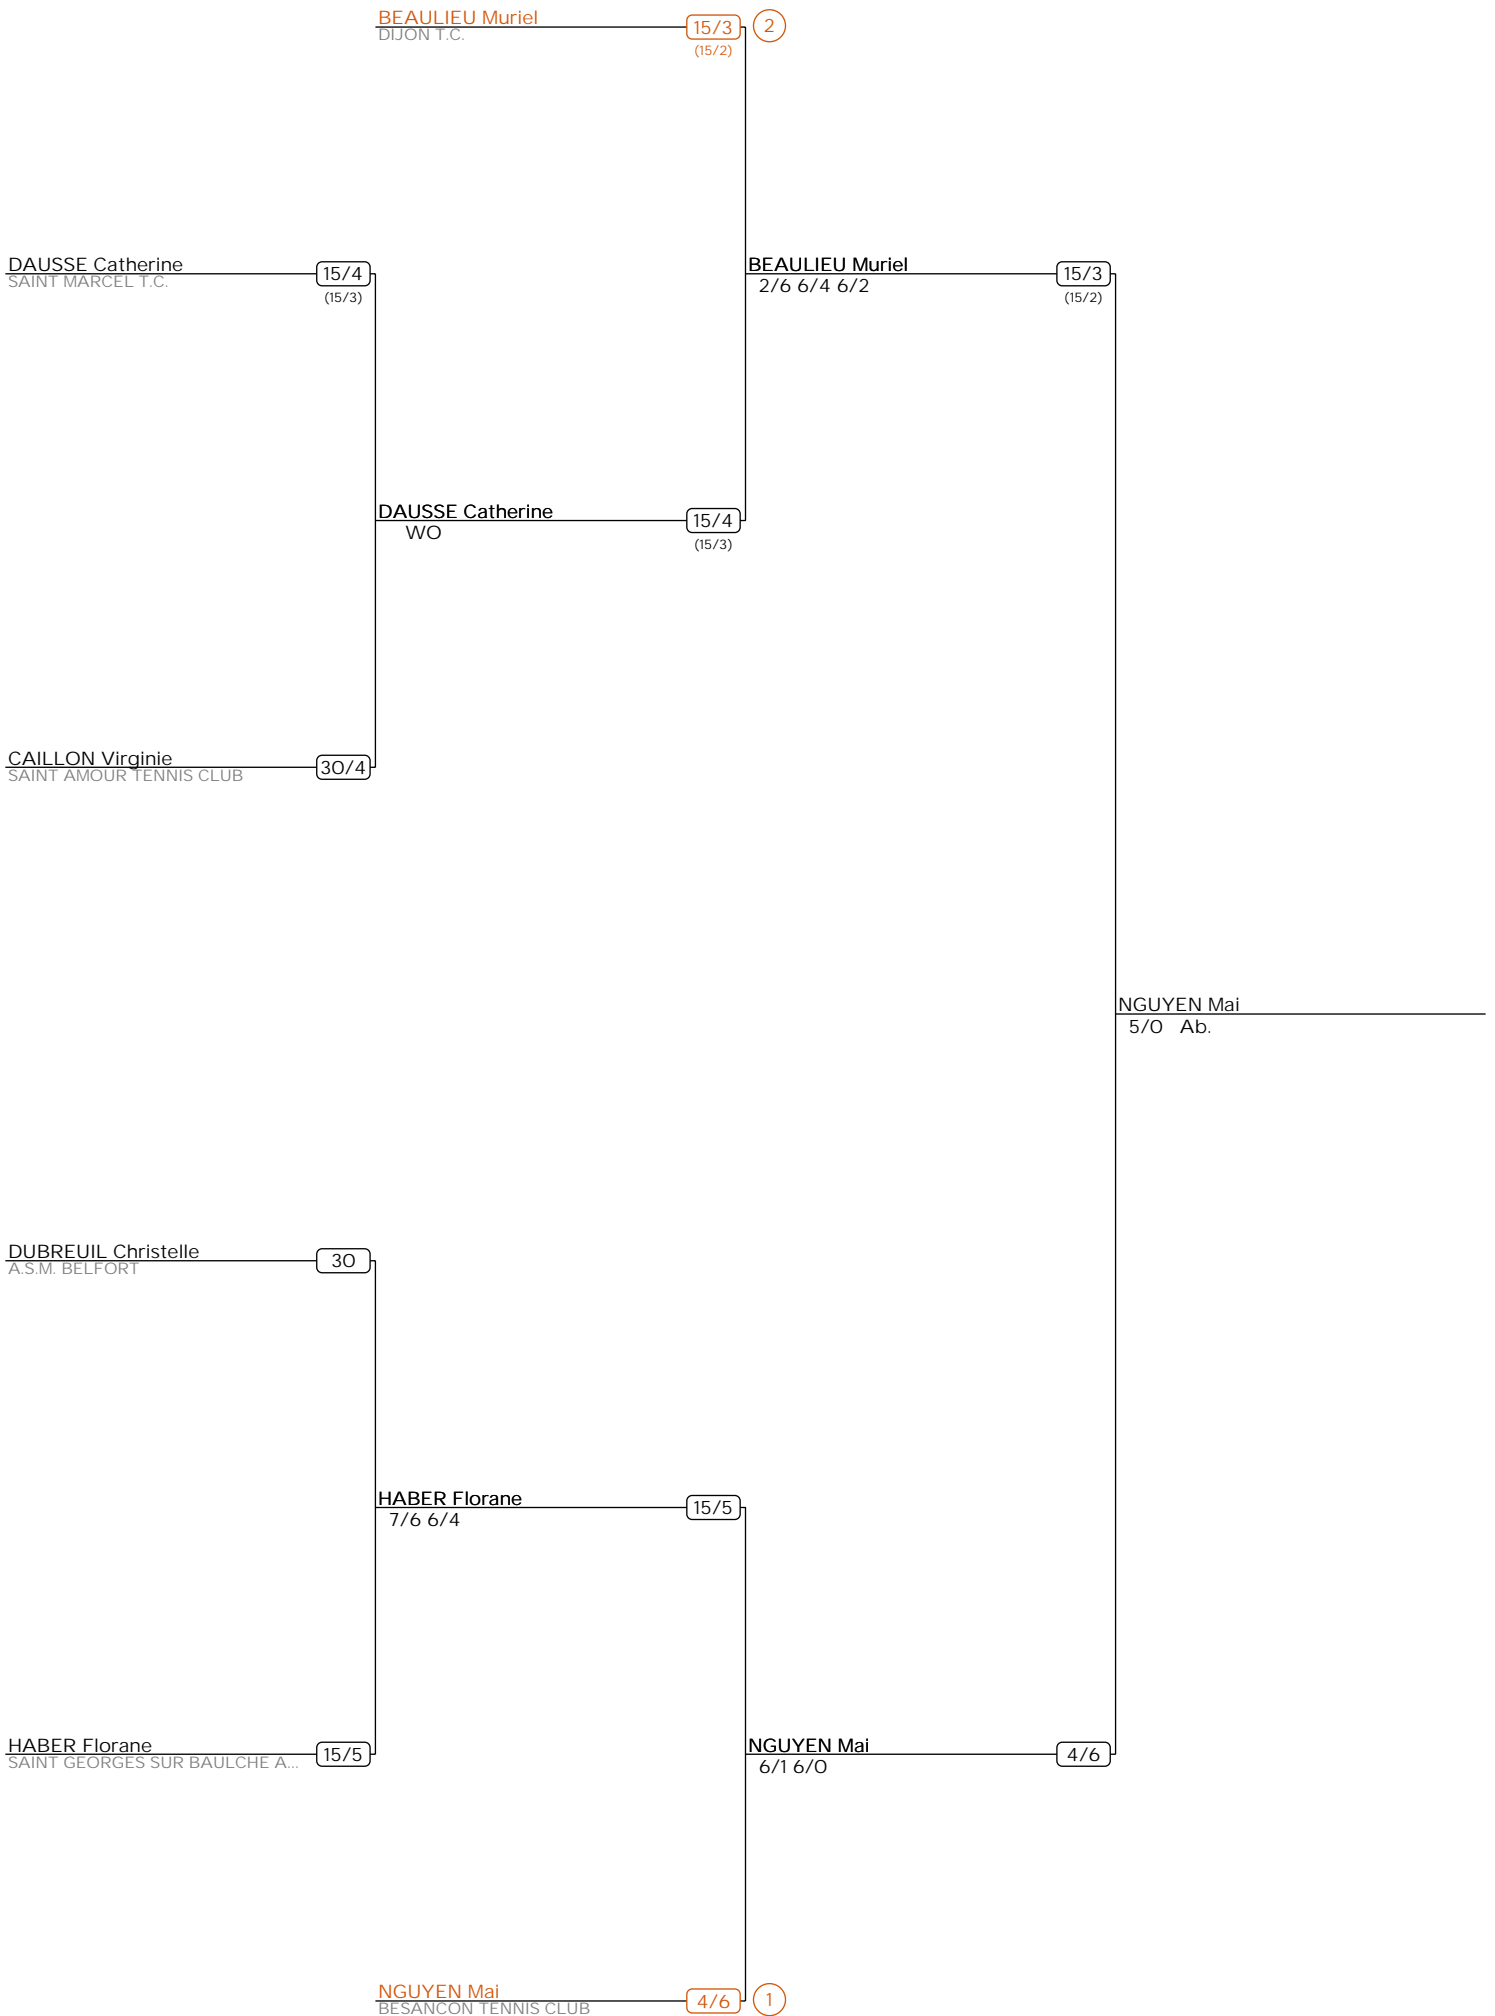 BEAULIEU Muriel
DIJON T.C.
15/3
(15/2)
2
DAUSSE Catherine
SAINT MARCEL T.C.
15/4
(15/3)
BEAULIEU Muriel
2/6 6/4 6/2
15/3
(15/2)
DAUSSE Catherine
WO
15/4
(15/3)
CAILLON Virginie
SAINT AMOUR TENNIS CLUB
30/4
NGUYEN Mai
5/0 Ab.
DUBREUIL Christelle
A.S.M. BELFORT
30
HABER Florane
7/6 6/4
15/5
HABER Florane
SAINT GEORGES SUR BAULCHE A...
15/5
NGUYEN Mai
6/1 6/0
4/6
NGUYEN Mai
BESANCON TENNIS CLUB
4/6
1